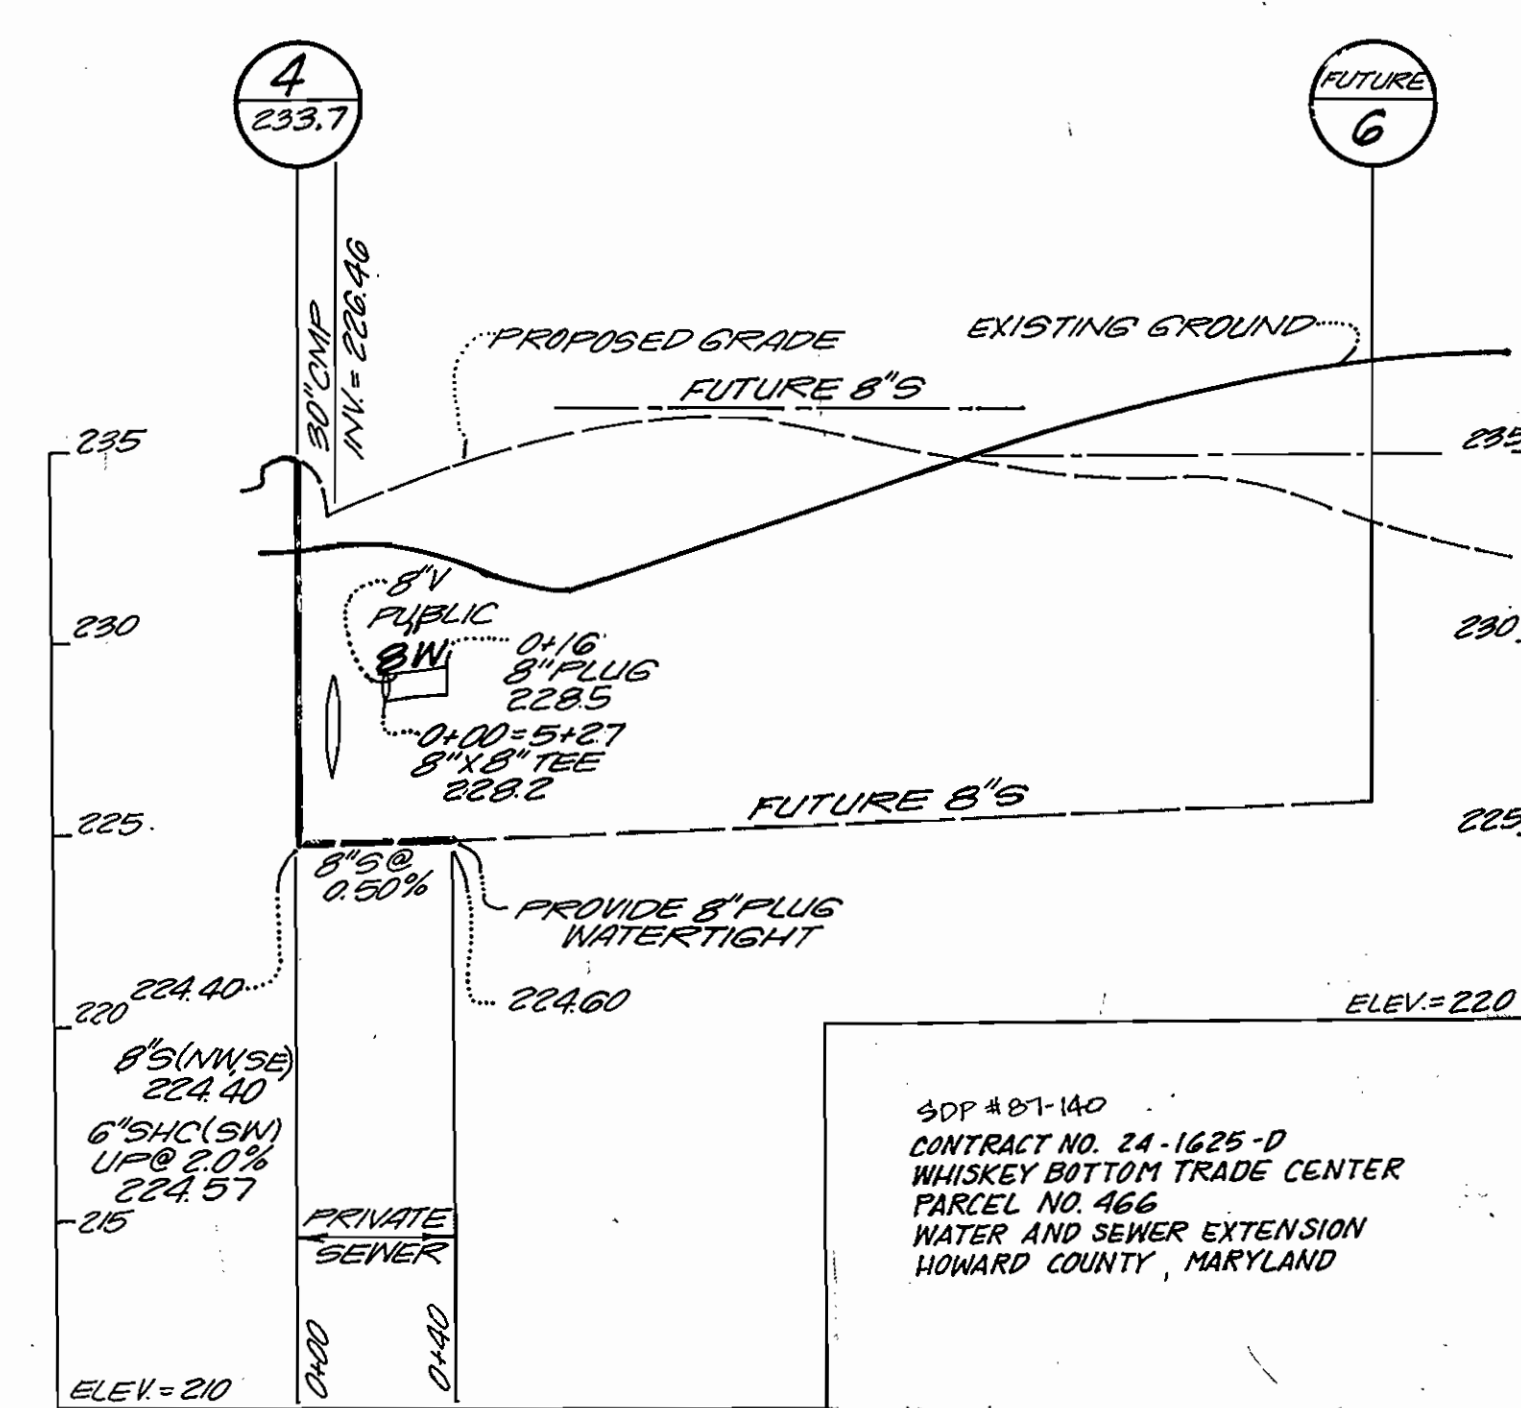 4
233.7
FUTURE
6
30"CMP
INV.= 226.46
PROPOSED GRADE
EXISTING GROUND
FUTURE 8"S
235
235
8"V
PUBLIC
8W
0+16
8"PLUG
228.5
230
230
0+00=5+27
8"X8"TEE
228.2
FUTURE 8"S
225
225
8"S@
0.50%
PROVIDE 8"PLUG
WATERTIGHT
224.40
224.60
220
ELEV.=220
8"S(NW,SE)
224.40
6"SHC(SW)
UP@ 2.0%
224.57
215
PRIVATE
SEWER
0+00
0+40
ELEV.=210
SDP #87-140
CONTRACT NO. 24-1625-D
WHISKEY BOTTOM TRADE CENTER
PARCEL NO. 466
WATER AND SEWER EXTENSION
HOWARD COUNTY, MARYLAND